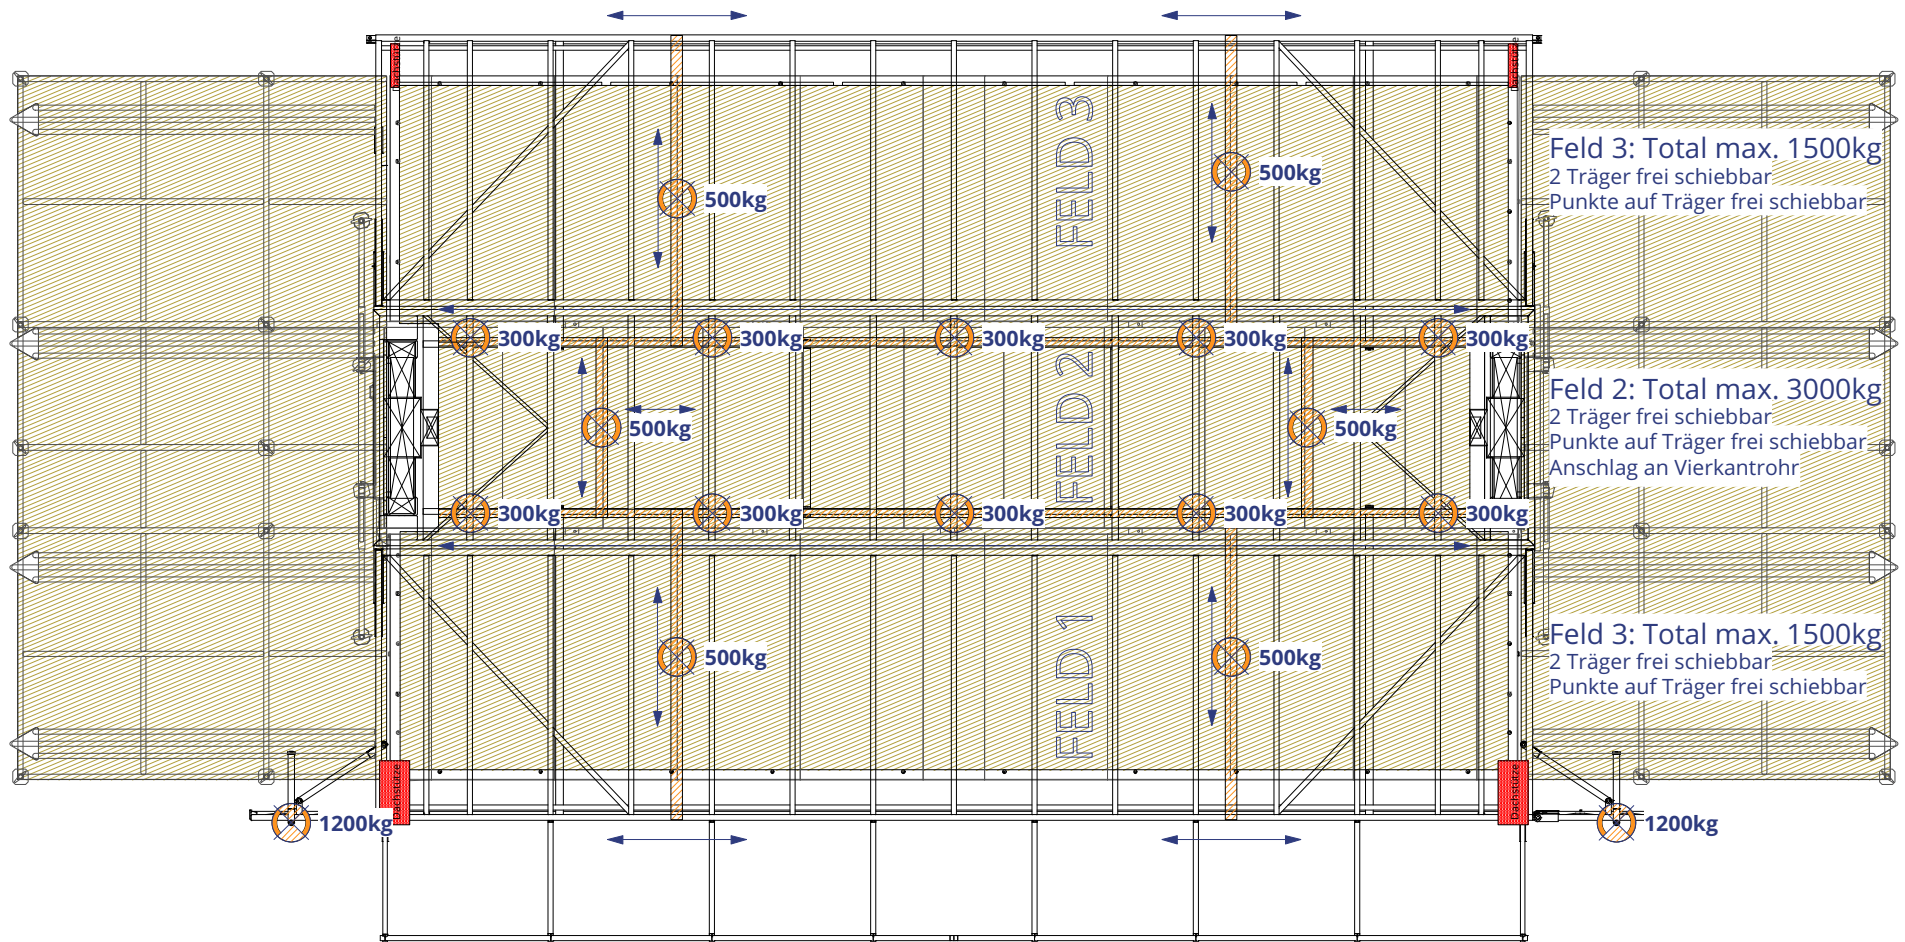 Dachstütze
Dachstütze
500kg
500kg
FELD 3
Feld 3: Total max. 1500kg
2 Träger frei schiebbar
Punkte auf Träger frei schiebbar
300kg
300kg
300kg
300kg
300kg
500kg
FELD 2
500kg
Feld 2: Total max. 3000kg
2 Träger frei schiebbar
Punkte auf Träger frei schiebbar
Anschlag an Vierkantrohr
300kg
300kg
300kg
300kg
300kg
500kg
FELD 1
500kg
Feld 3: Total max. 1500kg
2 Träger frei schiebbar
Punkte auf Träger frei schiebbar
Dachstütze
Dachstütze
1200kg
1200kg